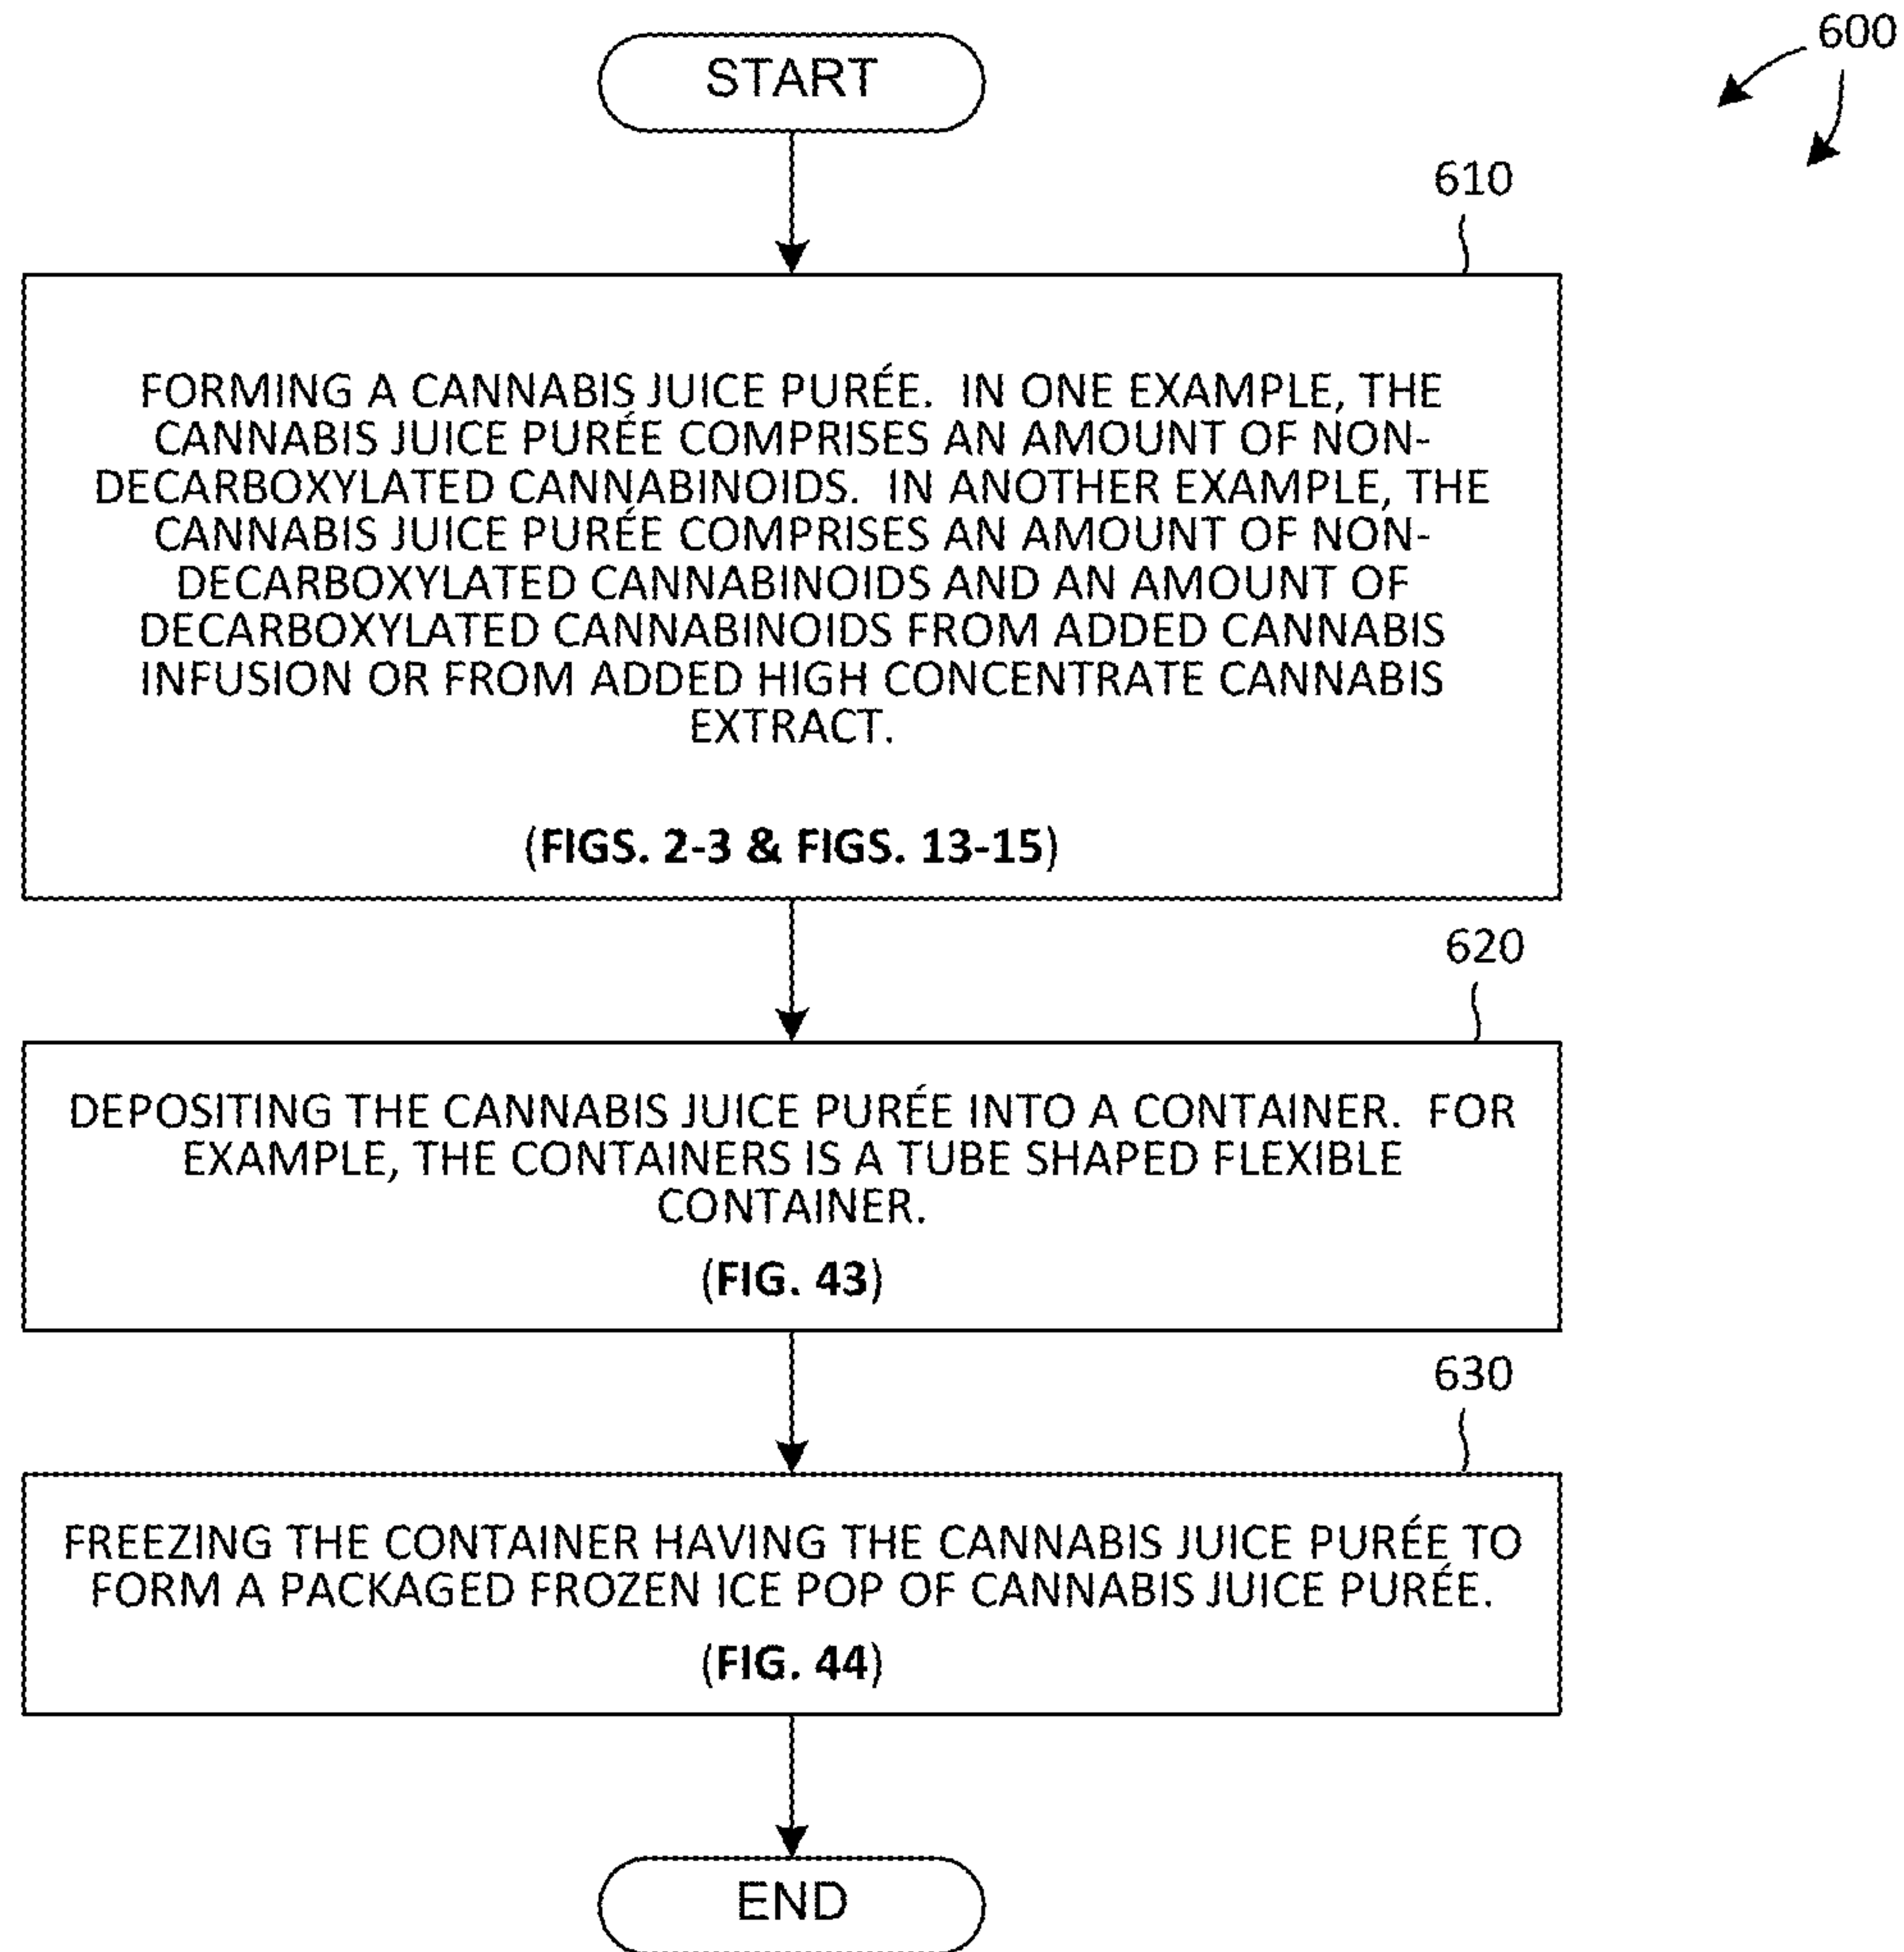 START
600
610
FORMING A CANNABIS JUICE PURÉE. IN ONE EXAMPLE, THE
CANNABIS JUICE PURÉE COMPRISES AN AMOUNT OF NON-
DECARBOXYLATED CANNABINOIDS. IN ANOTHER EXAMPLE, THE
CANNABIS JUICE PURÉE COMPRISES AN AMOUNT OF NON-
DECARBOXYLATED CANNABINOIDS AND AN AMOUNT OF
DECARBOXYLATED CANNABINOIDS FROM ADDED CANNABIS
INFUSION OR FROM ADDED HIGH CONCENTRATE CANNABIS
EXTRACT.
(FIGS. 2-3 & FIGS. 13-15)
620
DEPOSITING THE CANNABIS JUICE PURÉE INTO A CONTAINER. FOR
EXAMPLE, THE CONTAINERS IS A TUBE SHAPED FLEXIBLE
CONTAINER.
(FIG. 43)
630
FREEZING THE CONTAINER HAVING THE CANNABIS JUICE PURÉE TO
FORM A PACKAGED FROZEN ICE POP OF CANNABIS JUICE PURÉE.
(FIG. 44)
END